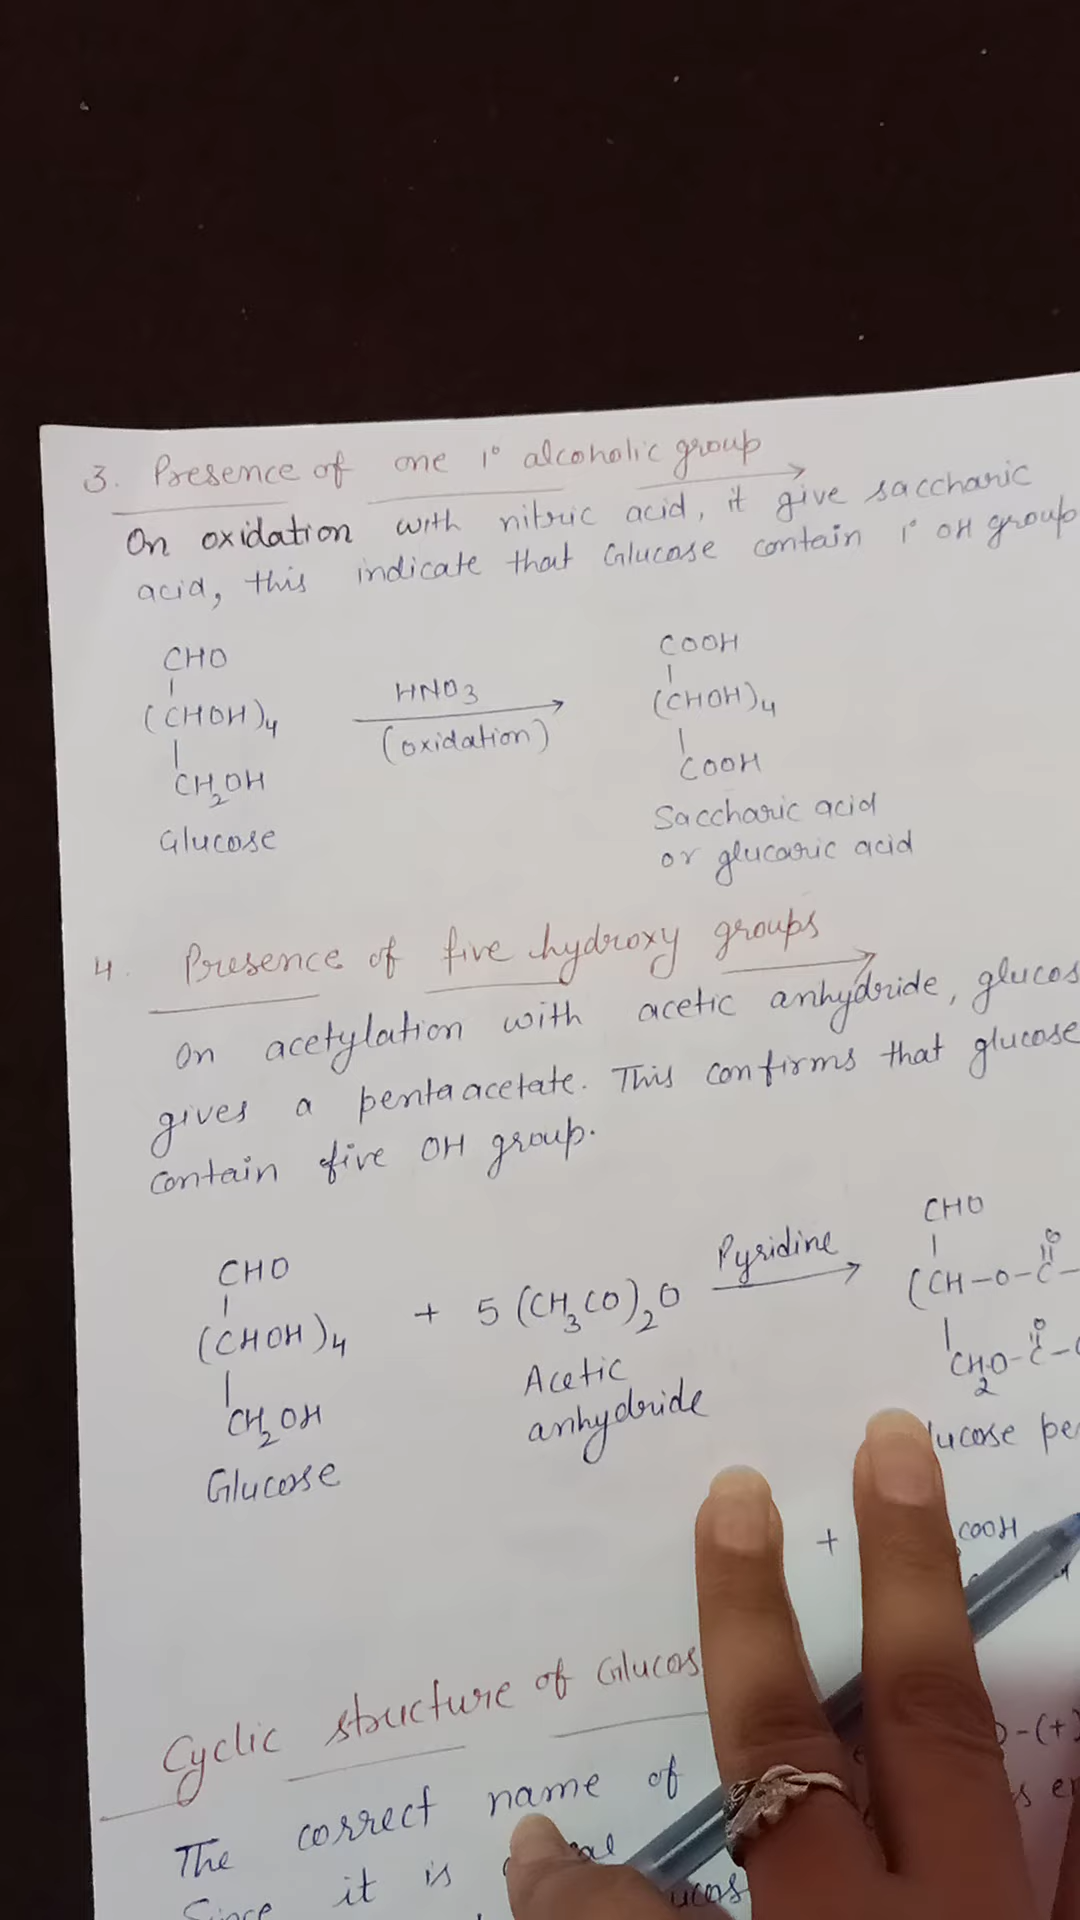 3. Presence of one 1° alcoholic group
On oxidation with nitric acid, it give saccharic
acid, this indicate that Glucose contain 1° OH group
CHO
(CHOH)4
CH2OH
Glucose
HNO3
(oxidation)
COOH
(CHOH)4
COOH
Saccharic acid
or glucaric acid
4. Presence of five hydroxy groups
On acetylation with acetic anhydride, glucos
gives a pentaacetate. This confirms that glucose
contain five OH group.
CHO
(CHOH)4
CH2OH
Glucose
+ 5 (CH3CO)2O
Acetic
anhydride
Pyridine
CHO
O
(CH-O-C-
O
CH2O-C-
lucose pe
+ COOH
Cyclic structure of Glucos
The correct name of D-(+)
Since it is